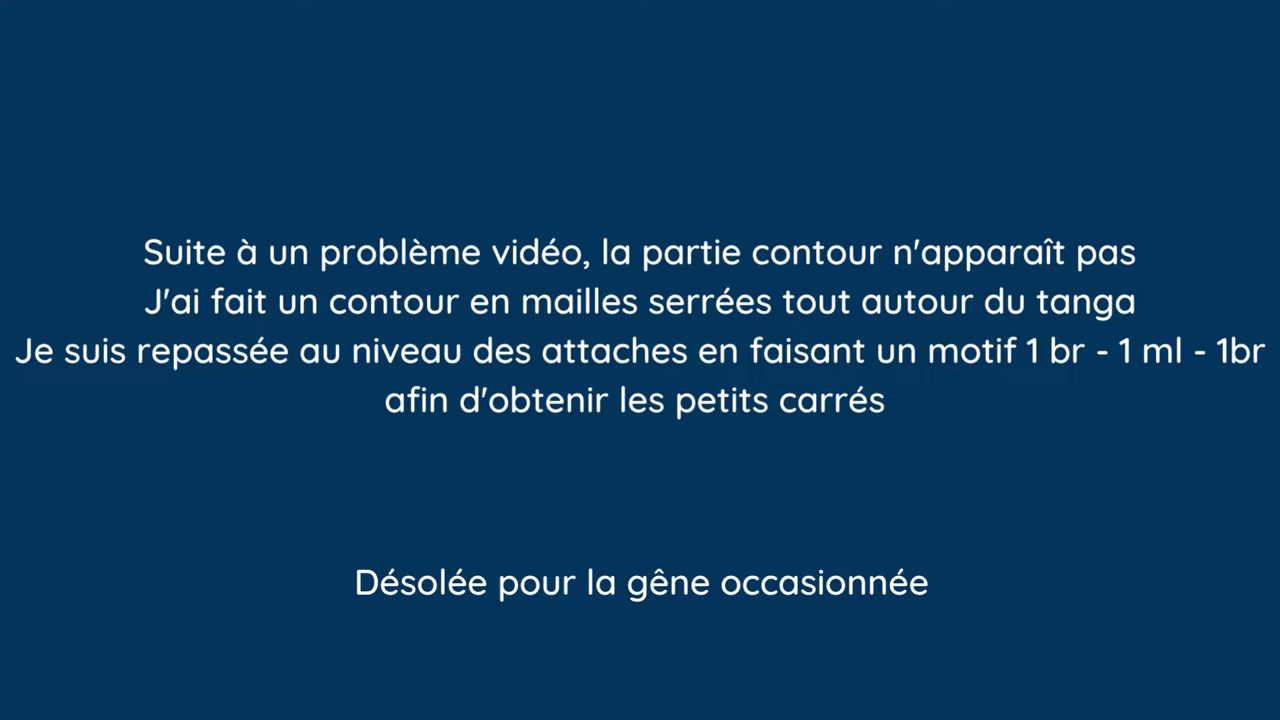 Suite à un problème vidéo, la partie contour n'apparaît pas
J'ai fait un contour en mailles serrées tout autour du tanga
Je suis repassée au niveau des attaches en faisant un motif 1 br - 1 ml - 1br
afin d'obtenir les petits carrés
Désolée pour la gêne occasionnée